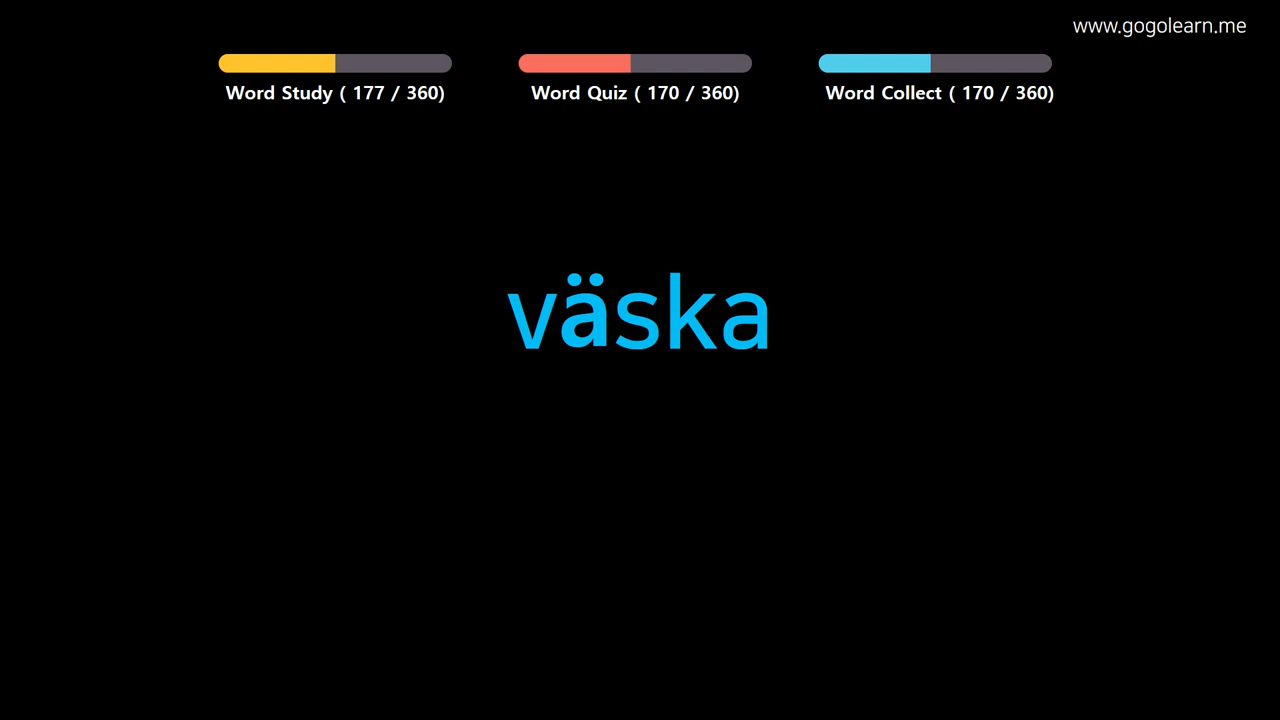 www.gogolearn.me
Word Study ( 177 / 360)
Word Quiz ( 170 / 360)
Word Collect ( 170 / 360)
väska